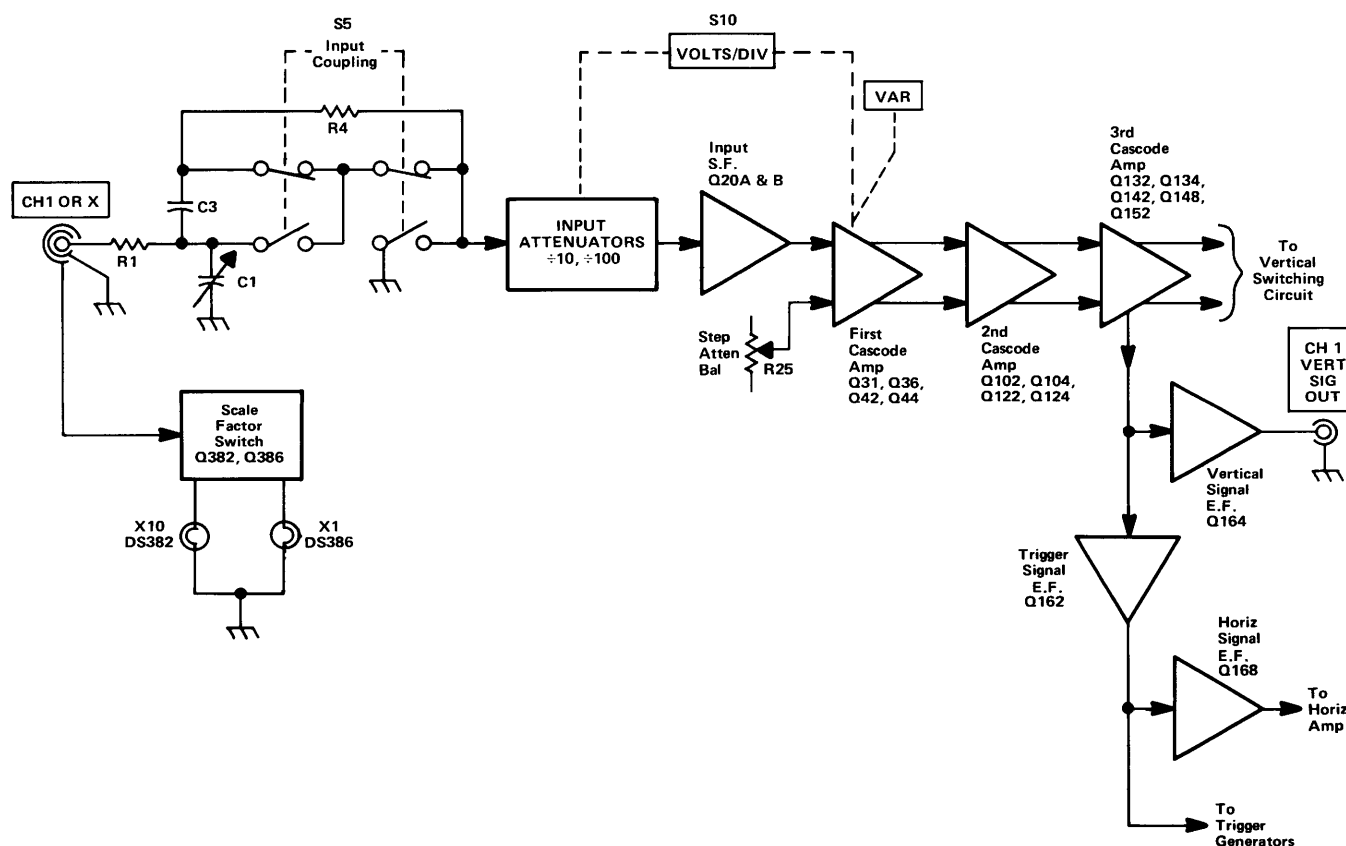 S5
Input
Coupling
R4
CH1 OR X
R1
C3
C1
S10
VOLTS/DIV
VAR
INPUT
ATTENUATORS
÷10, ÷100
Input
S.F.
Q20A & B
Step
Atten
Bal
R25
First
Cascode
Amp
Q31, Q36,
Q42, Q44
2nd
Cascode
Amp
Q102, Q104,
Q122, Q124
3rd
Cascade
Amp
Q132, Q134,
Q142, Q148,
Q152
To
Vertical
Switching
Circuit
CH 1
VERT
SIG
OUT
Vertical
Signal
E.F.
Q164
Scale
Factor
Switch
Q382, Q386
X10
DS382
X1
DS386
Trigger
Signal
E.F.
Q162
Horiz
Signal
E.F.
Q168
To
Horiz
Amp
To
Trigger
Generators